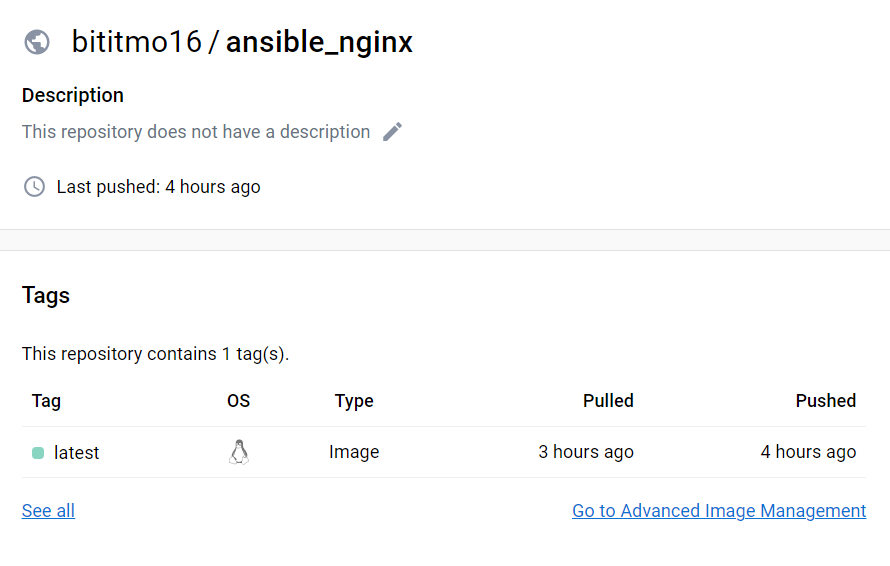 bititmo16 / ansible_nginx
Description
This repository does not have a description
Last pushed: 4 hours ago
Tags
This repository contains 1 tag(s).
Tag OS Type Pulled Pushed
latest Image 3 hours ago 4 hours ago
See all Go to Advanced Image Management